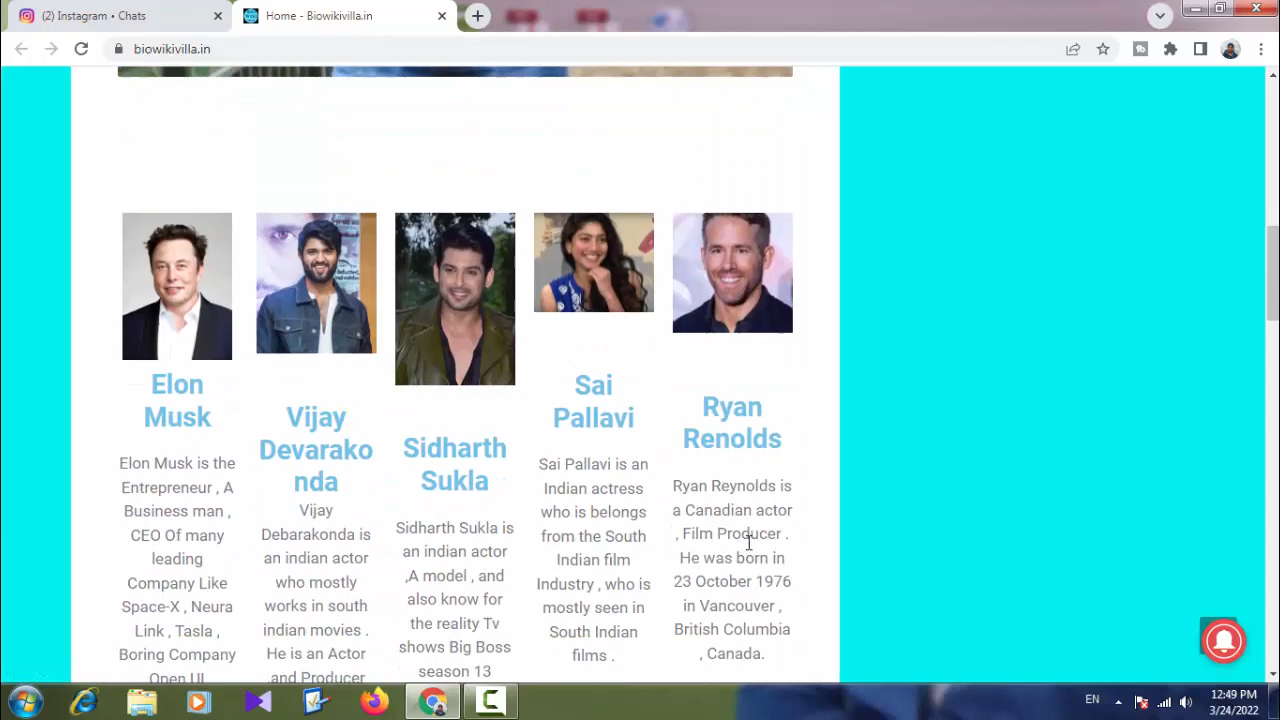 (2) Instagram • Chats
Home - Biowikivilla.in
biowikivilla.in
Elon
Musk
Elon Musk is the
Entrepreneur , A
Business man ,
CEO Of many
leading
Company Like
Space-X , Neura
Link , Tasla ,
Boring Company
Open UI
Vijay
Devarako
nda
Vijay
Debarakonda is
an indian actor
who mostly
works in south
indian movies .
He is an Actor
and Producer
Sidharth
Sukla
Sidharth Sukla is
an indian actor
,A model , and
also know for
the reality Tv
shows Big Boss
season 13
Sai
Pallavi
Sai Pallavi is an
Indian actress
who is belongs
from the South
Indian film
Industry , who is
mostly seen in
South Indian
films .
Ryan
Renolds
Ryan Reynolds is
a Canadian actor
, Film Producer .
He was born in
23 October 1976
in Vancouver ,
British Columbia
, Canada.
EN
12:49 PM
3/24/2022